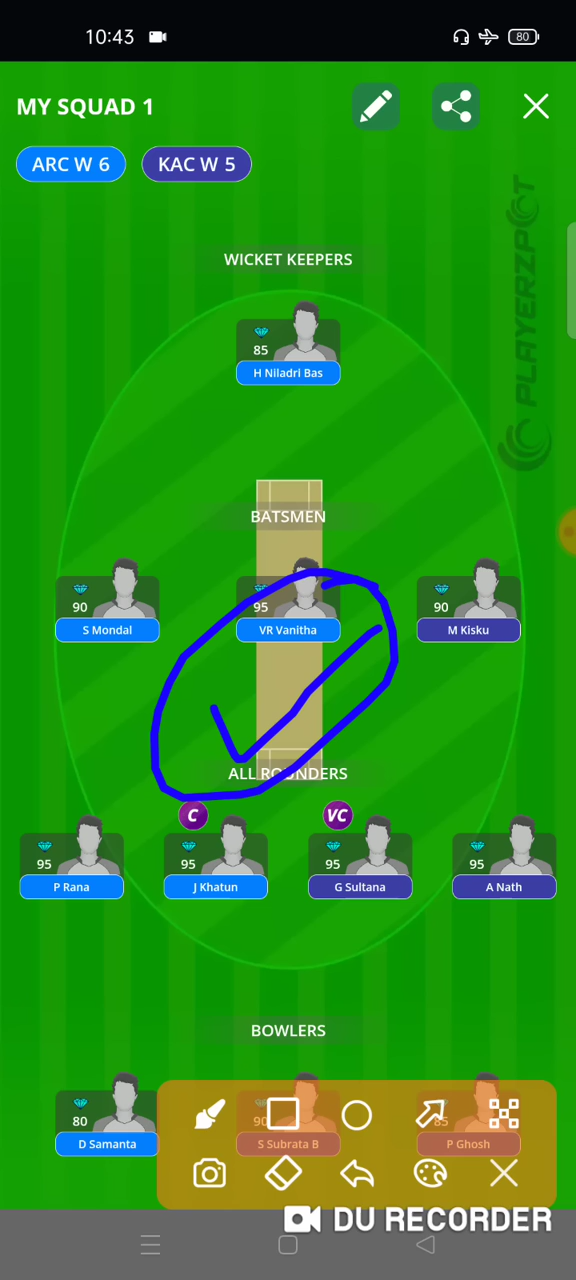 10:43 80
MY SQUAD 1
ARC W 6 KAC W 5
PLAYERZPOT
WICKET KEEPERS
85
H Niladri Bas
BATSMEN
90 95 90
S Mondal VR Vanitha M Kisku
ALL ROUNDERS
C VC
95 95 95 95
P Rana J Khatun G Sultana A Nath
BOWLERS
80 90 85
D Samanta S Subrata B P Ghosh
DU RECORDER